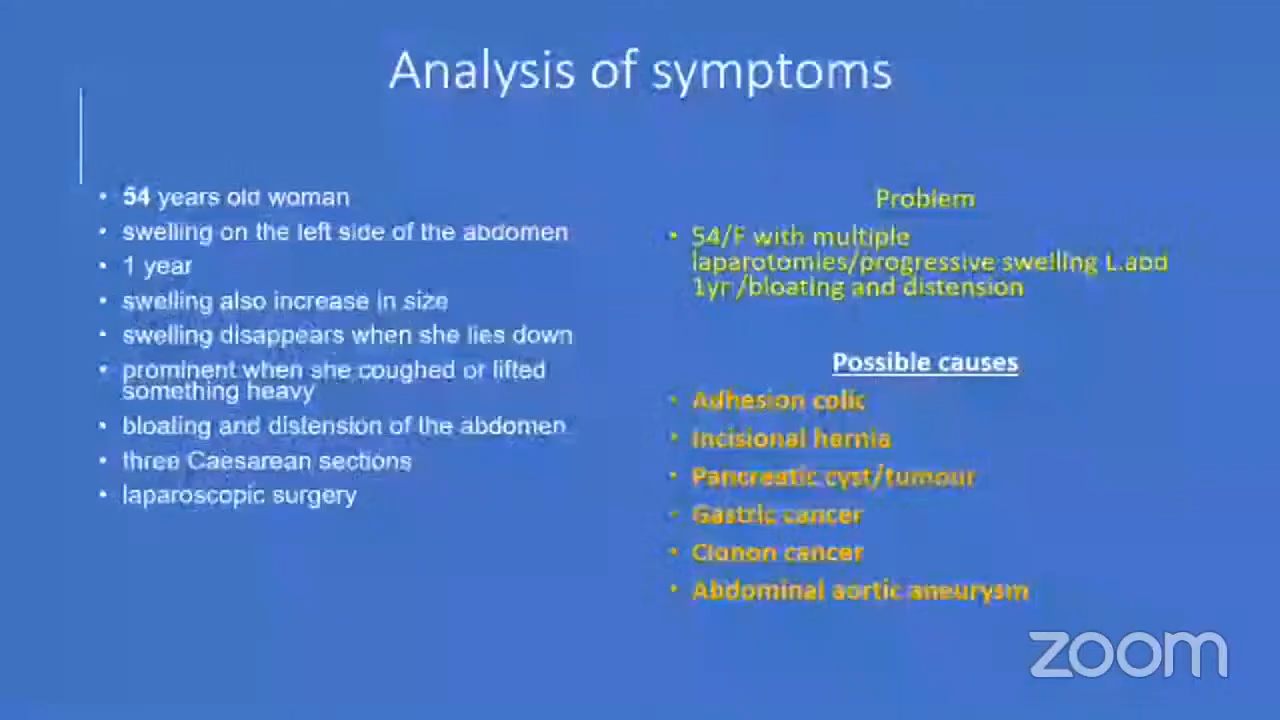 Analysis of symptoms
54 years old woman
swelling on the left side of the abdomen
1 year
swelling also increase in size
swelling disappears when she lies down
prominent when she coughed or lifted
something heavy
bloating and distension of the abdomen
three Caesarean sections
laparoscopic surgery
Problem
54/F with multiple
laparotomies/progressive swelling L.abd
1yr /bloating and distension
Possible causes
Adhesion colic
Incisional hernia
Pancreatic cyst/tumour
Gastric cancer
Clonon cancer
Abdominal aortic aneurysm
zoom